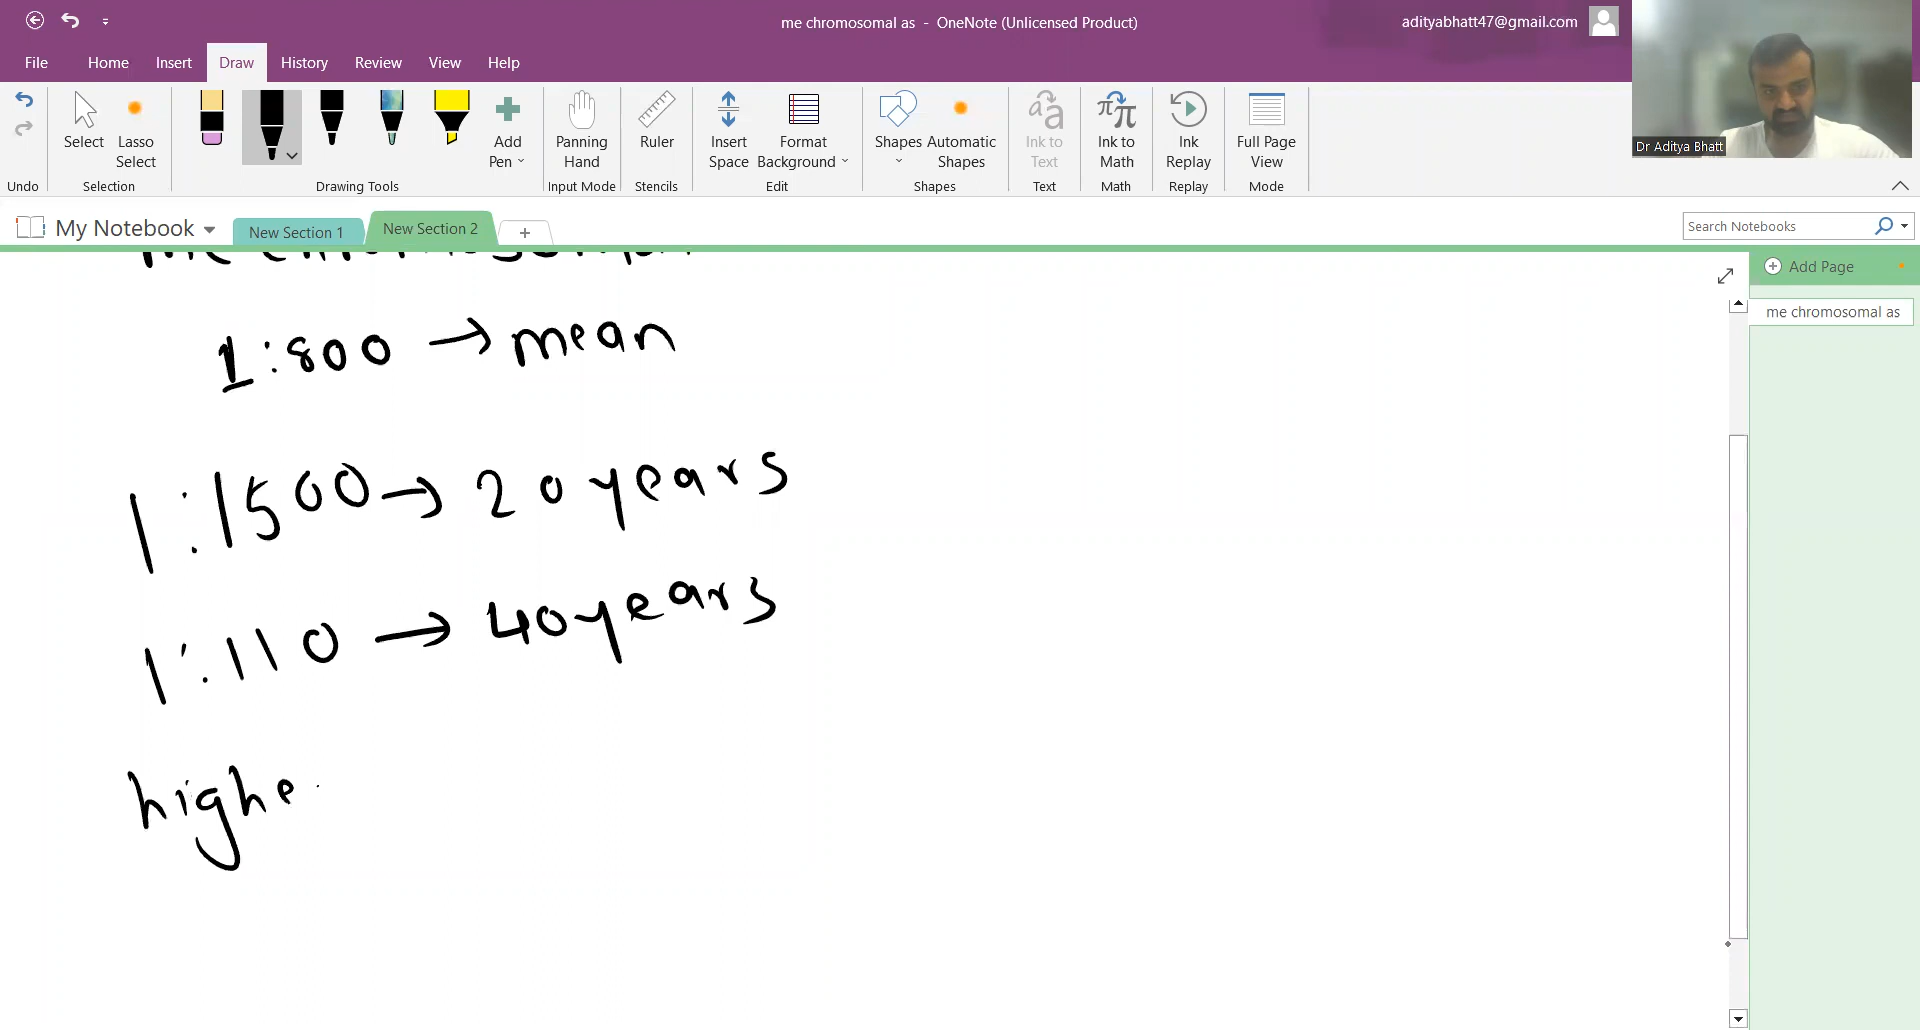 me chromosomal as - OneNote (Unlicensed Product)
adityabhatt47@gmail.com
File Home Insert Draw History Review View Help
Select Lasso Select Add Pen Panning Hand Ruler Insert Space Format Background Shapes Automatic Shapes Ink to Text Ink to Math Ink Replay Full Page View
Undo Selection Drawing Tools Input Mode Stencils Edit Shapes Text Math Replay Mode
Dr Aditya Bhatt
My Notebook New Section 1 New Section 2 +
Search Notebooks
Add Page
me chromosomal as
1:800 → mean
1:1500 → 20 years
1:110 → 40 years
highe